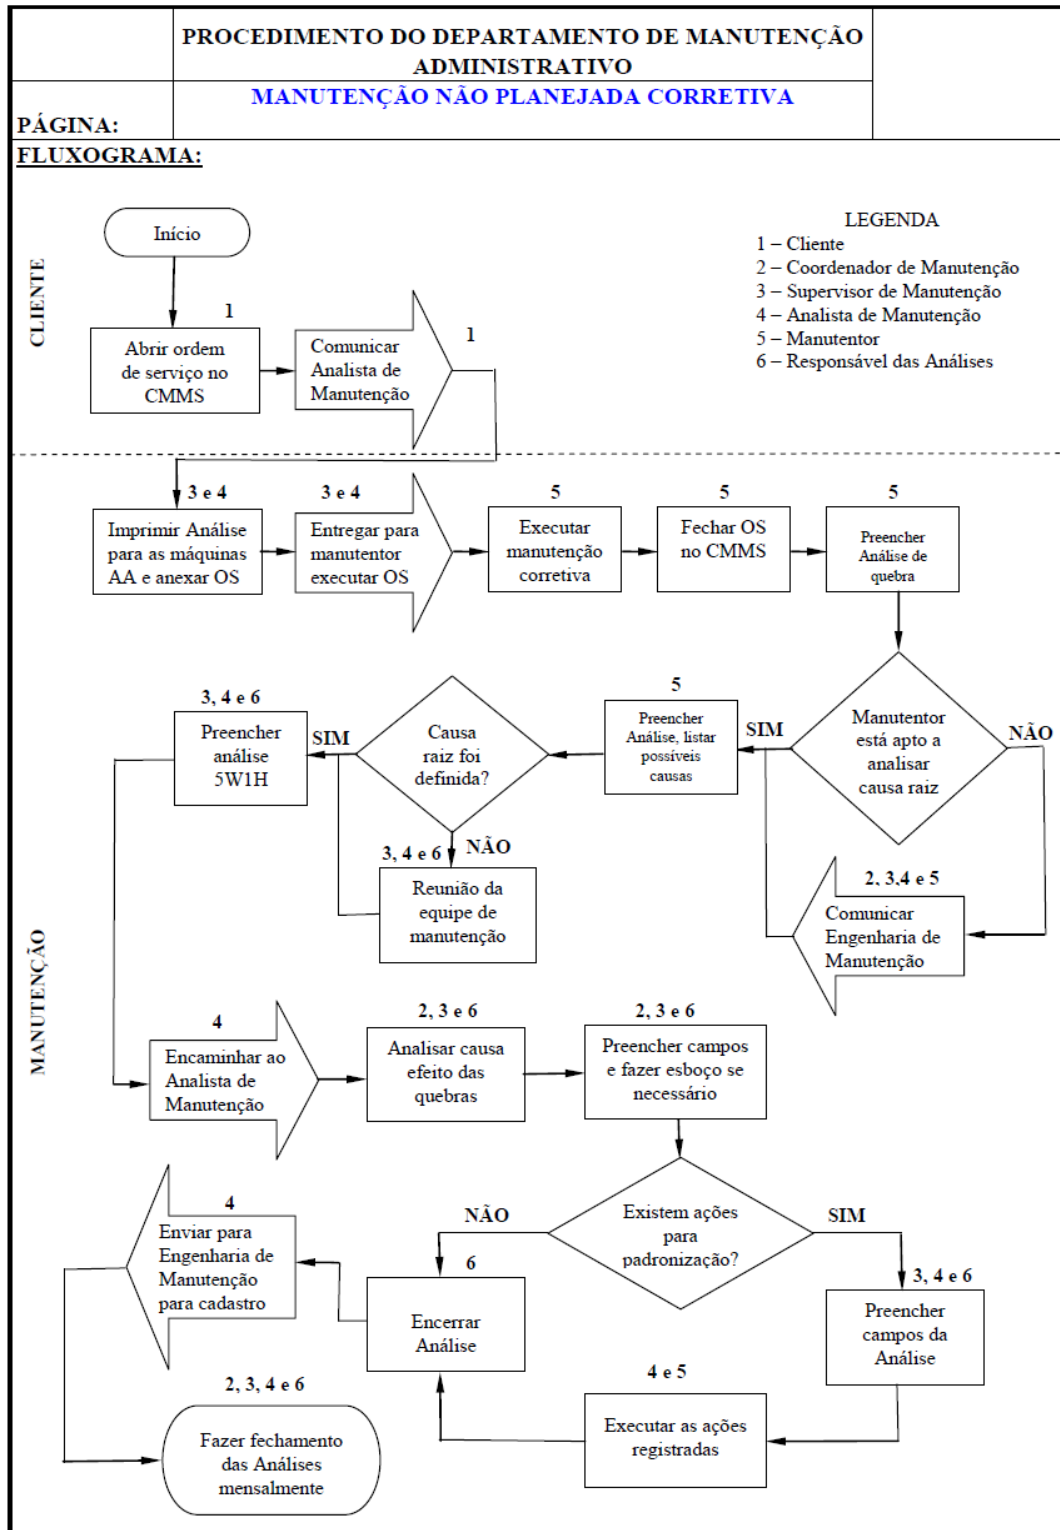 PROCEDIMENTO DO DEPARTAMENTO DE MANUTENÇÃO
ADMINISTRATIVO
MANUTENÇÃO NÃO PLANEJADA CORRETIVA
PÁGINA:
FLUXOGRAMA:
CLIENTE
Início
LEGENDA
1 – Cliente
2 – Coordenador de Manutenção
3 – Supervisor de Manutenção
4 – Analista de Manutenção
5 – Manutentor
6 – Responsável das Análises
1
Abrir ordem
de serviço no
CMMS
1
Comunicar
Analista de
Manutenção
MANUTENÇÃO
3 e 4
Imprimir Análise
para as máquinas
AA e anexar OS
3 e 4
Entregar para
manutentor
executar OS
5
Executar
manutenção
corretiva
5
Fechar OS
no CMMS
5
Preencher
Análise de
quebra
Manutentor
está apto a
analisar
causa raiz
SIM
NÃO
2, 3,4 e 5
Comunicar
Engenharia de
Manutenção
5
Preencher
Análise, listar
possíveis
causas
Causa
raiz foi
definida?
SIM
NÃO
3, 4 e 6
Reunião da
equipe de
manutenção
3, 4 e 6
Preencher
análise
5W1H
4
Encaminhar ao
Analista de
Manutenção
2, 3 e 6
Analisar causa
efeito das
quebras
2, 3 e 6
Preencher campos
e fazer esboço se
necessário
Existem ações
para
padronização?
NÃO
SIM
3, 4 e 6
Preencher
campos da
Análise
4 e 5
Executar as ações
registradas
6
Encerrar
Análise
4
Enviar para
Engenharia de
Manutenção
para cadastro
2, 3, 4 e 6
Fazer fechamento
das Análises
mensalmente